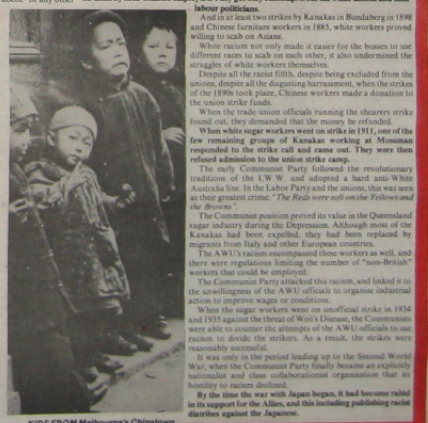 labour politicians.
And in at least two strikes by Kanakas in Bundaberg in 1898
and Chinese furniture workers in 1885, white workers proved
willing to scab on Asians.
White racism not only made it easier for the bosses to use
different races to scab on each other, it also undermined the
struggles of white workers themselves.
Despite all the racist filth, despite being excluded from the
unions, despite all the disgusting harrassment, when the strikes
of the 1890s took place, Chinese workers made a donation to
the union strike funds.
When the trade union officials running the shearers strike
found out, they demanded that the money be refunded.
When white sugar workers went on strike in 1911, one of the
few remaining groups of Kanakas working at Mossman
responded to the strike call and came out. They were then
refused admission to the union strike camp.
The early Communist Party followed the revolutionary
traditions of the I.W.W. and adopted a hard anti-White
Australia line. In the Labor Party and the unions, this was seen
as their greatest crime: "The Reds were soft on the Yellows and
the Browns".
The Communist position proved its value in the Queensland
sugar industry during the Depression. Although most of the
Kanakas had been expelled, they had been replaced by
migrants from Italy and other European countries.
The AWU's racism encompassed these workers as well, and
there were regulations limiting the number of "non-British"
workers that could be employed.
The Communist Party attacked this racism, and linked it to
the unwillingness of the AWU officials to organise industrial
action to improve wages or conditions.
When the sugar workers went on unofficial strike in 1934
and 1935 against the threat of Weil's Disease, the Communists
were able to counter the attempts of the AWU officials to use
racism to divide the strikers. As a result, the strikes were
reasonably successful.
It was only in the period leading up to the Second World
War, when the Communist Party finally became an explicitly
nationalist and class collaborationist organisation that its
hostility to racism declined.
By the time the war with Japan began, it had become rabid
in its support for the Allies, and this including publishing racist
diatribes against the Japanese.
KIDS FROM Melbourne's Chinatown